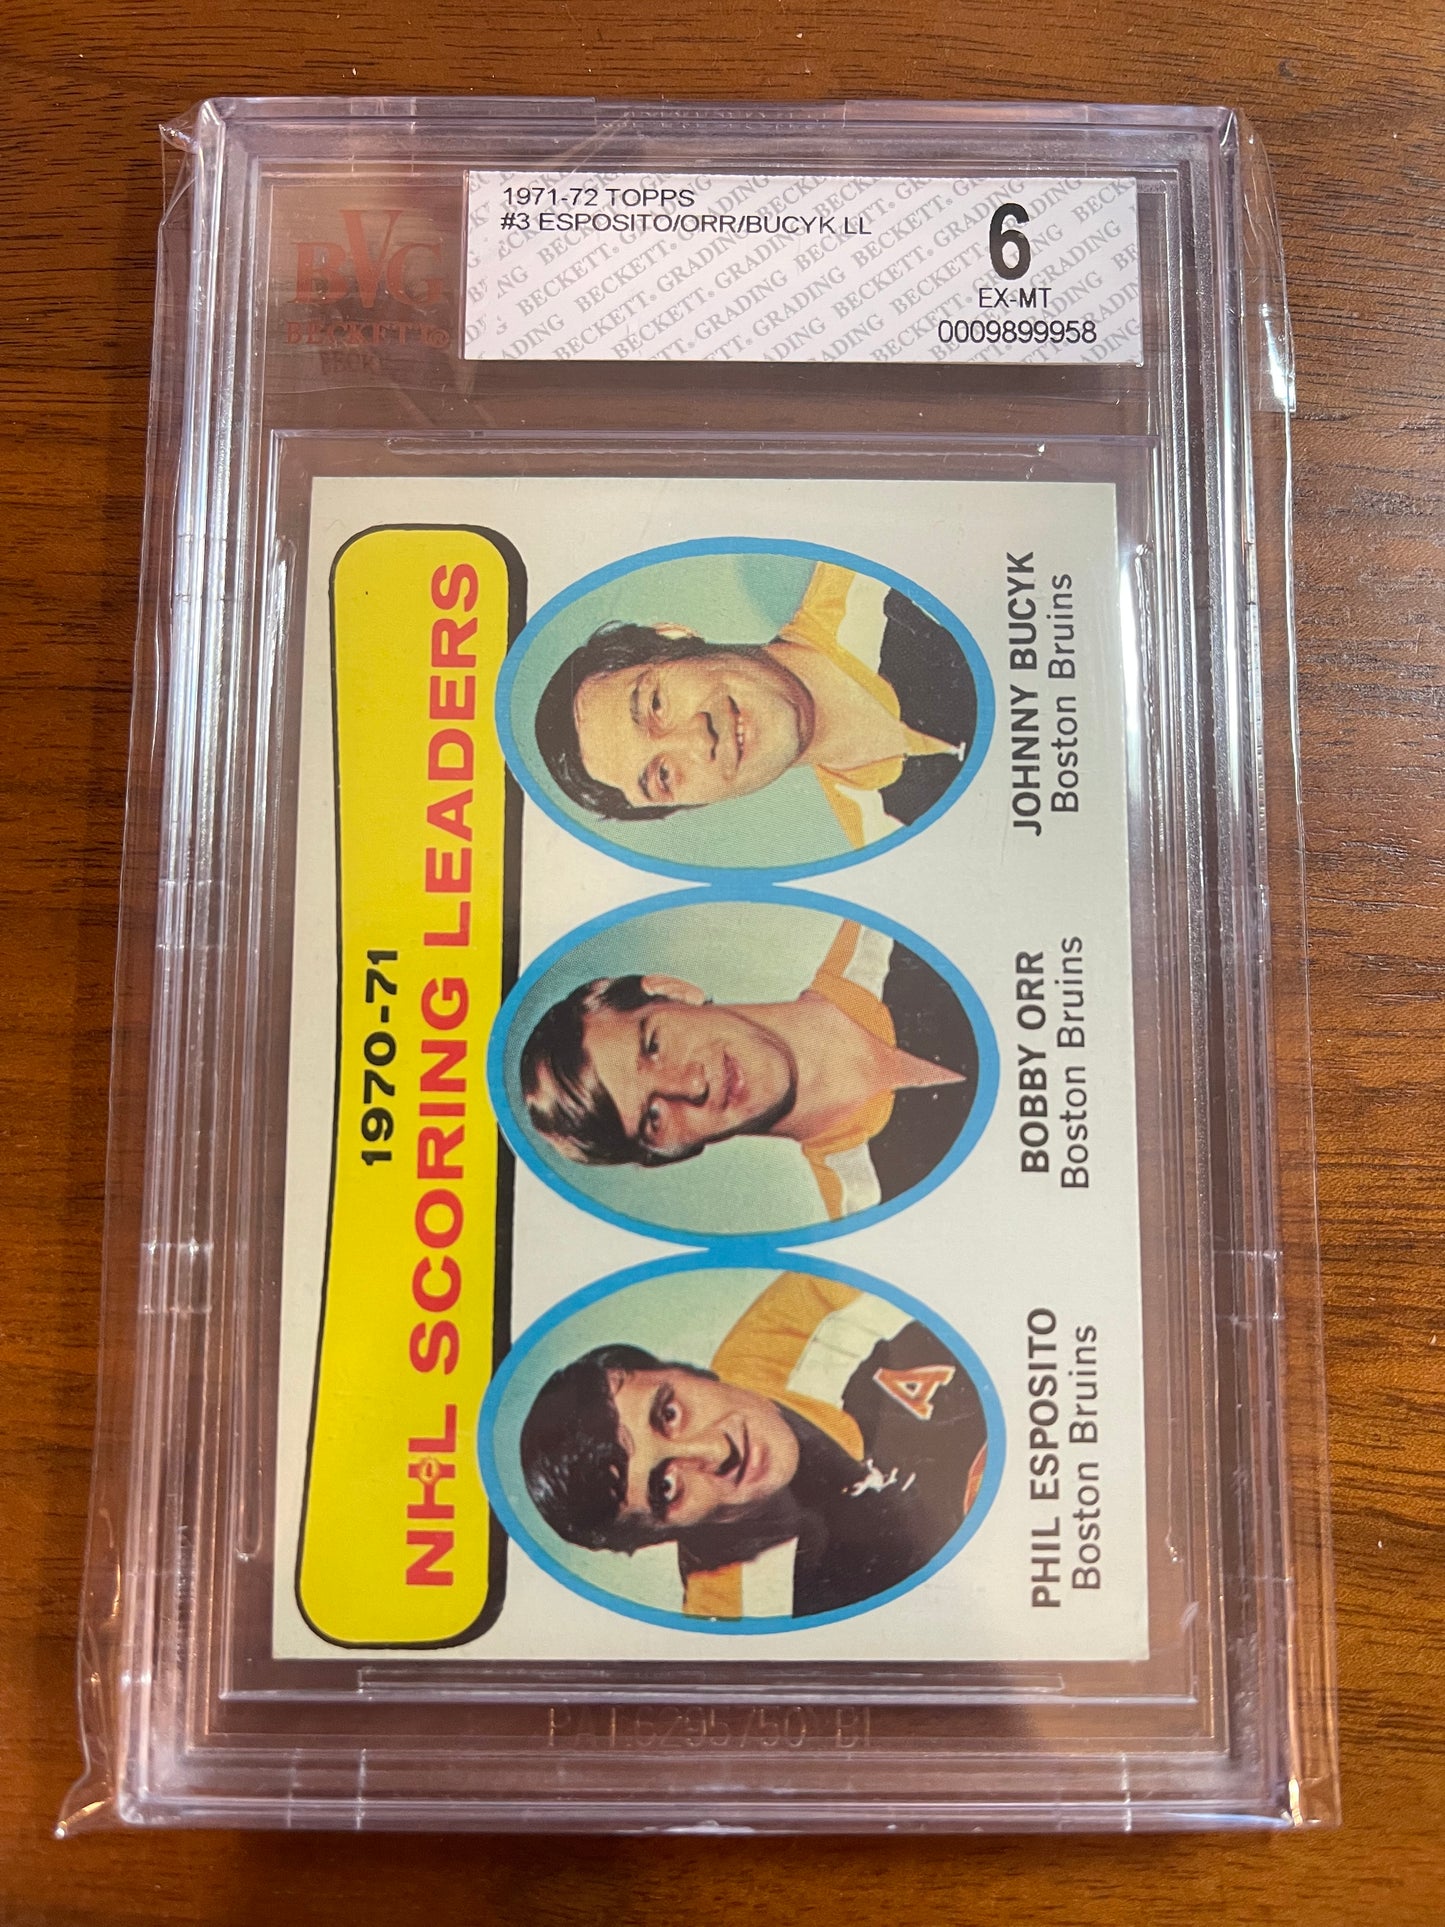 BVG
BECKETT®
1971-72 TOPPS
#3 ESPOSITO/ORR/BUCYK LL
6
EX-MT
0009899958
1970-71
NHL SCORING LEADERS
PHIL ESPOSITO
Boston Bruins
BOBBY ORR
Boston Bruins
JOHNNY BUCYK
Boston Bruins
A